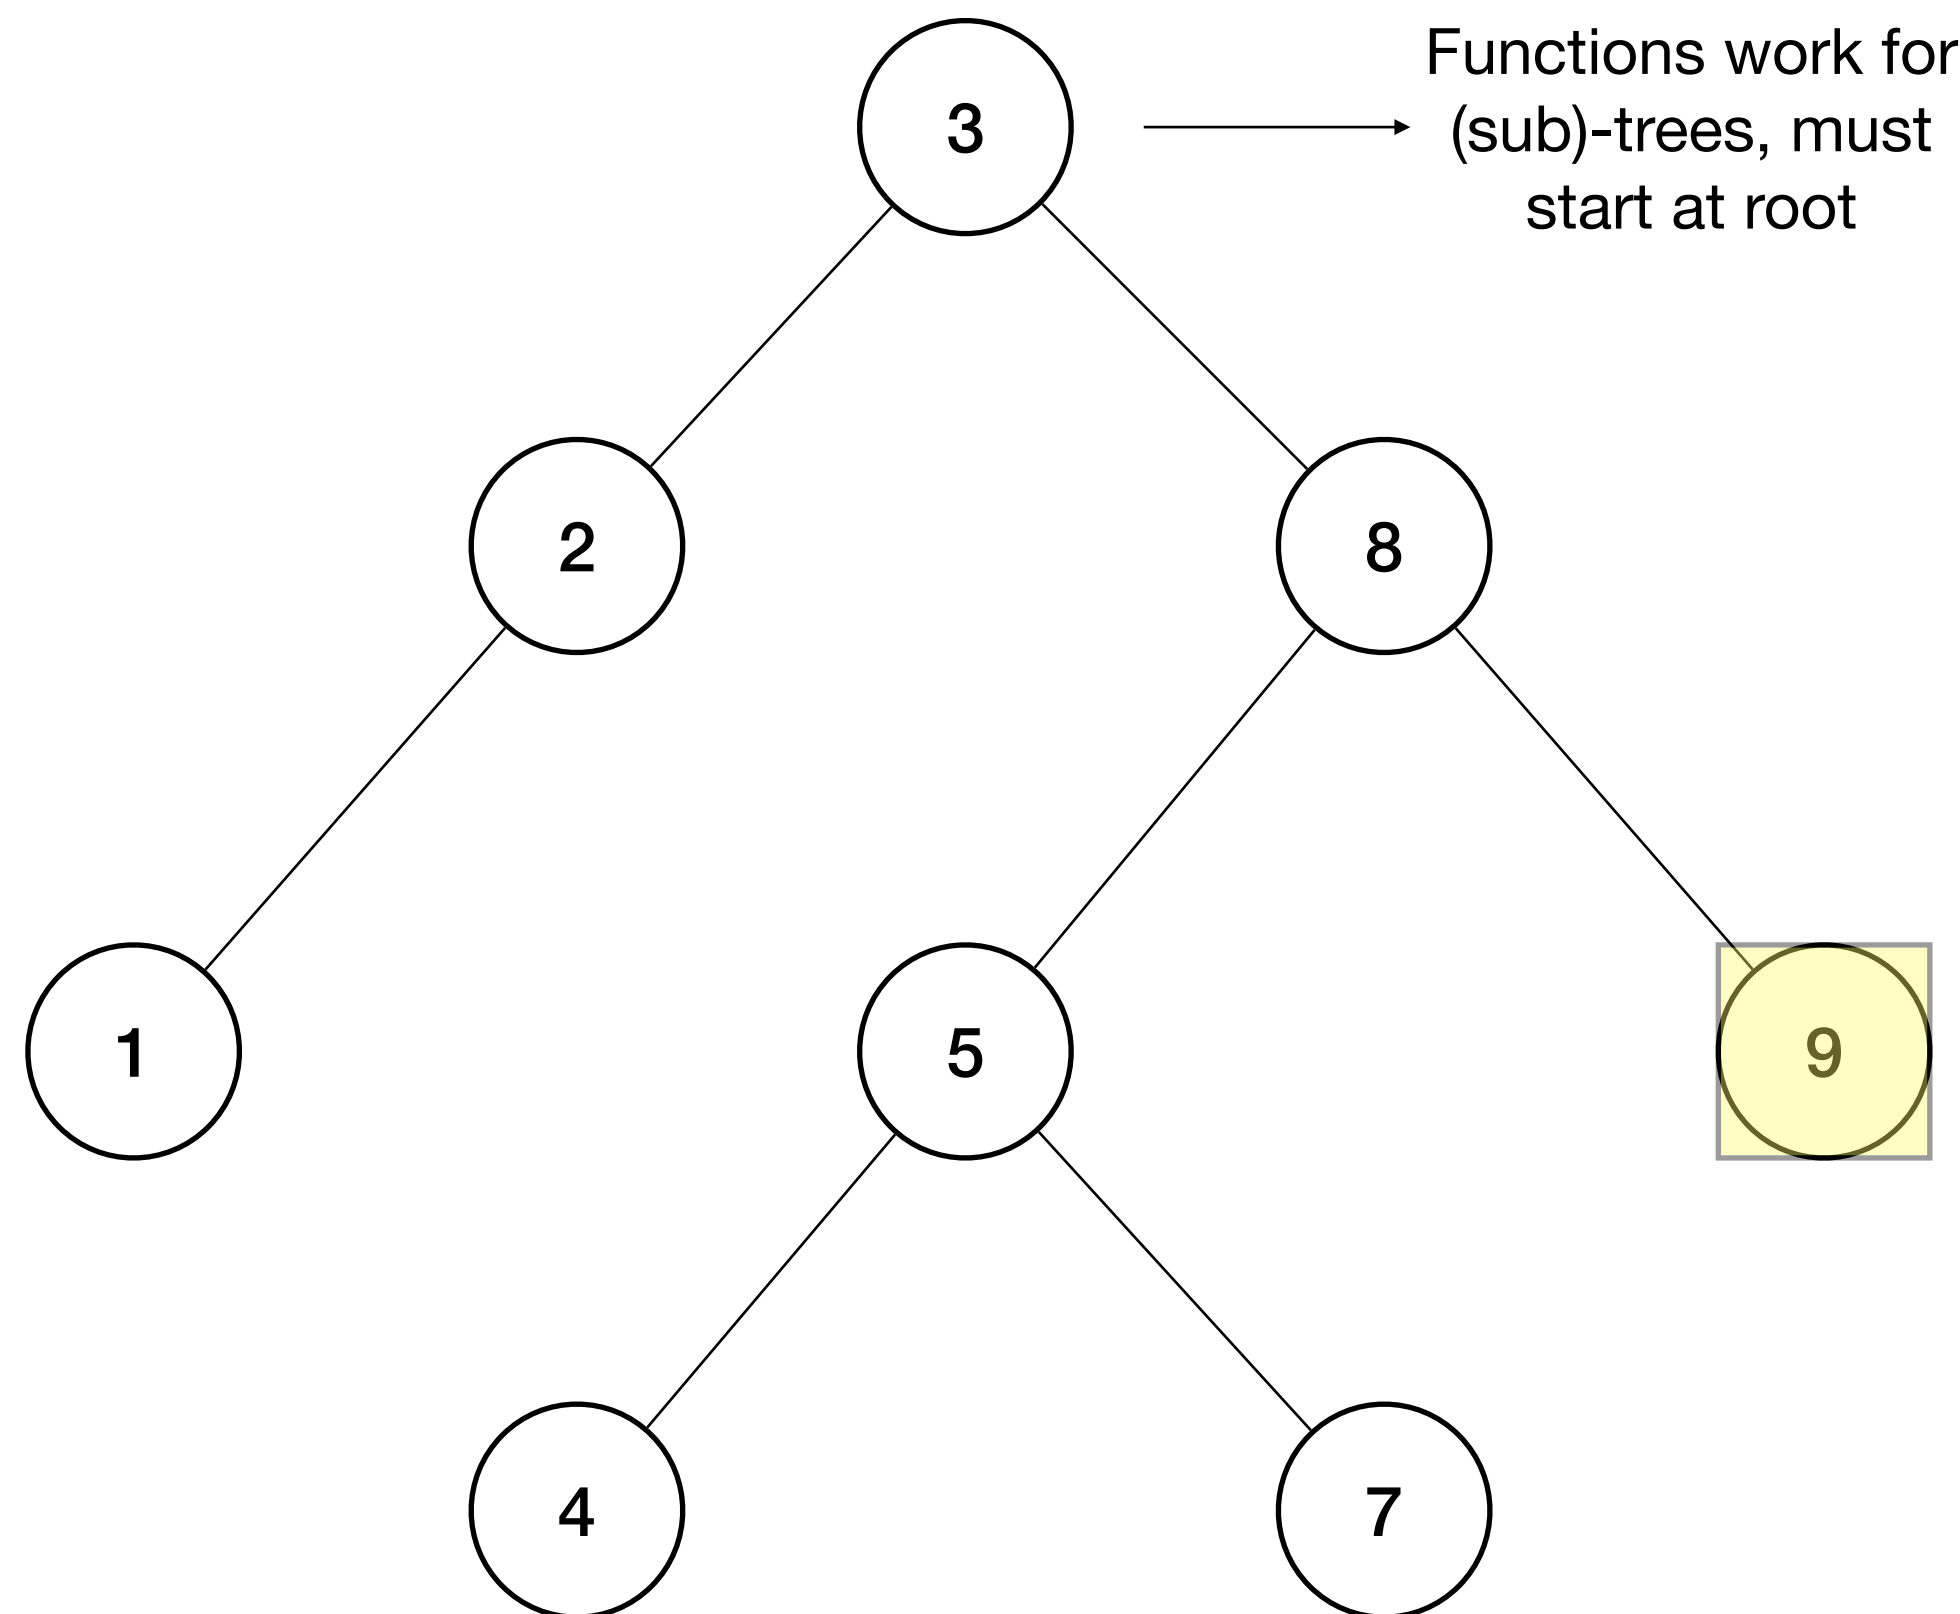 3
Functions work for
(sub)-trees, must
start at root
2
8
1
5
9
4
7